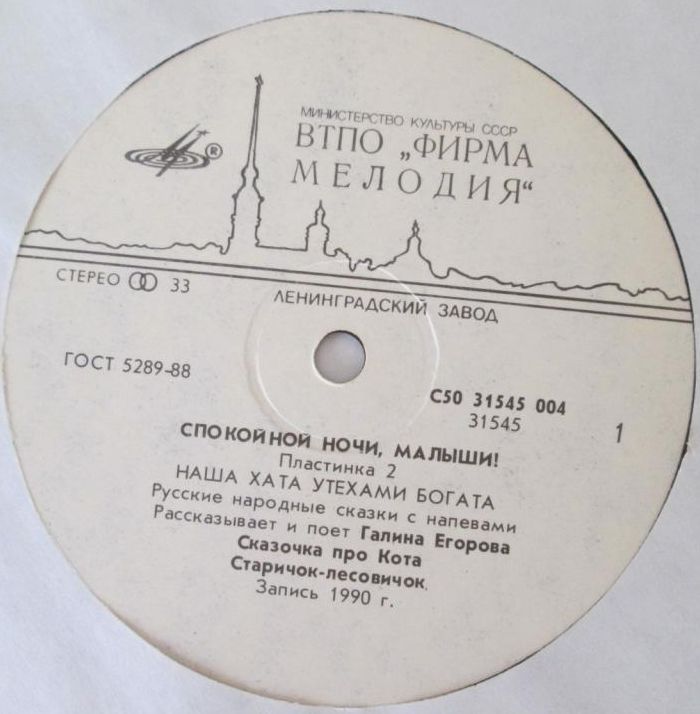 МИНИСТЕРСТВО КУЛЬТУРЫ СССР
ВТПО „ФИРМА
МЕЛОДИЯ“
®
СТЕРЕО 33
ЛЕНИНГРАДСКИЙ ЗАВОД
ГОСТ 5289-88
С50 31545 004
31545
1
СПОКОЙНОЙ НОЧИ, МАЛЫШИ!
Пластинка 2
НАША ХАТА УТЕХАМИ БОГАТА
Русские народные сказки с напевами
Рассказывает и поет Галина Егорова
Сказочка про Кота
Старичок-лесовичок
Запись 1990 г.